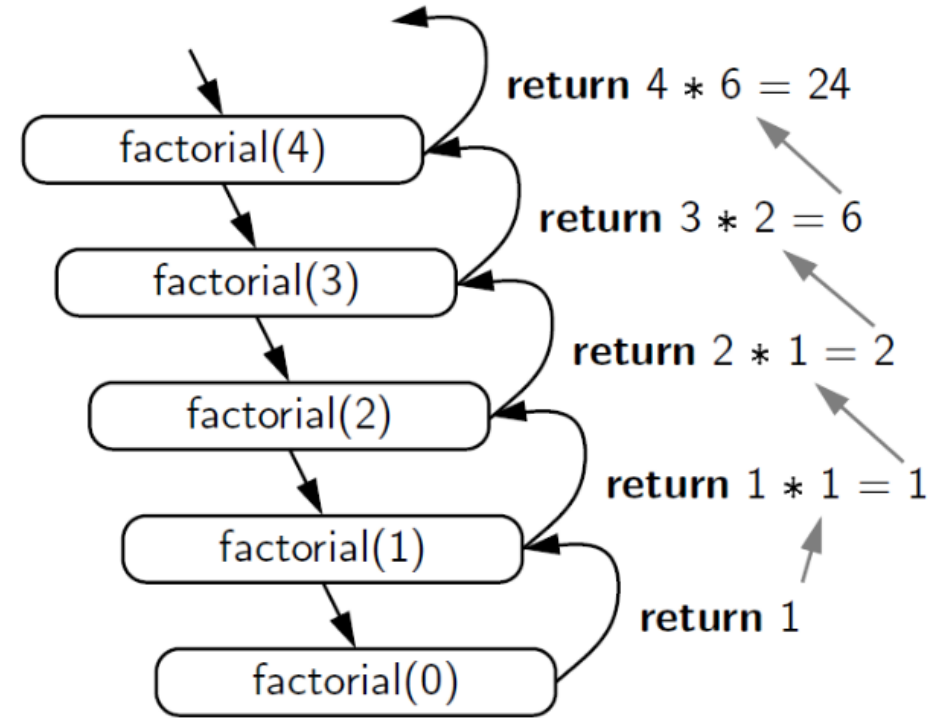 return 4 ∗ 6 = 24
factorial(4)
return 3 ∗ 2 = 6
factorial(3)
return 2 ∗ 1 = 2
factorial(2)
return 1 ∗ 1 = 1
factorial(1)
return 1
factorial(0)